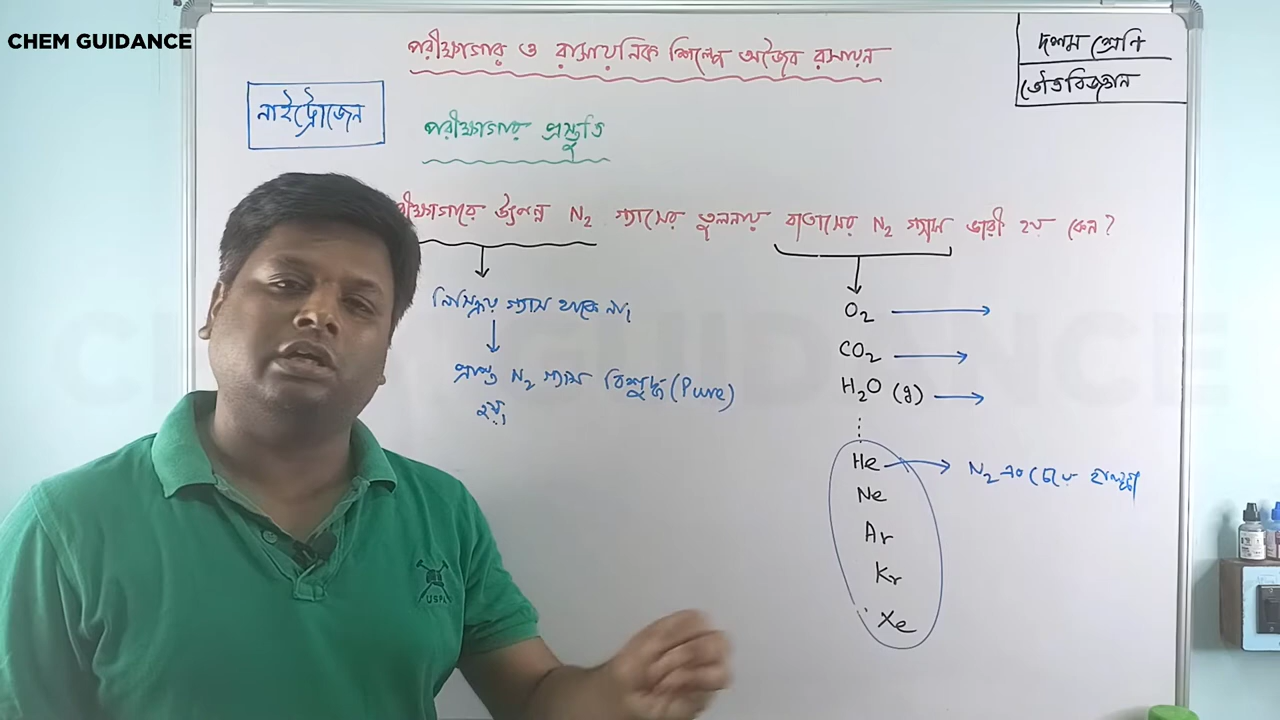 CHEM GUIDANCE
পরীক্ষাগার ও রাসায়নিক শিল্পে অজৈব রসায়ন
দশম শ্রেণি
ভৌতবিজ্ঞান
নাইট্রোজেন
পরীক্ষাগার প্রস্তুতি
রীক্ষাগারে উৎপন্ন N₂ গ্যাসের তুলনায় বাতাসের N₂ গ্যাস ভারী হয় কেন?
নিষ্ক্রিয় গ্যাস থাকে না।
প্রাপ্ত N₂ গ্যাস বিশুদ্ধ (Pure)
হয়।
O₂
CO₂
H₂O (g)
He → N₂ এর চেয়ে হাল্কা
Ne
Ar
Kr
Xe
USPA